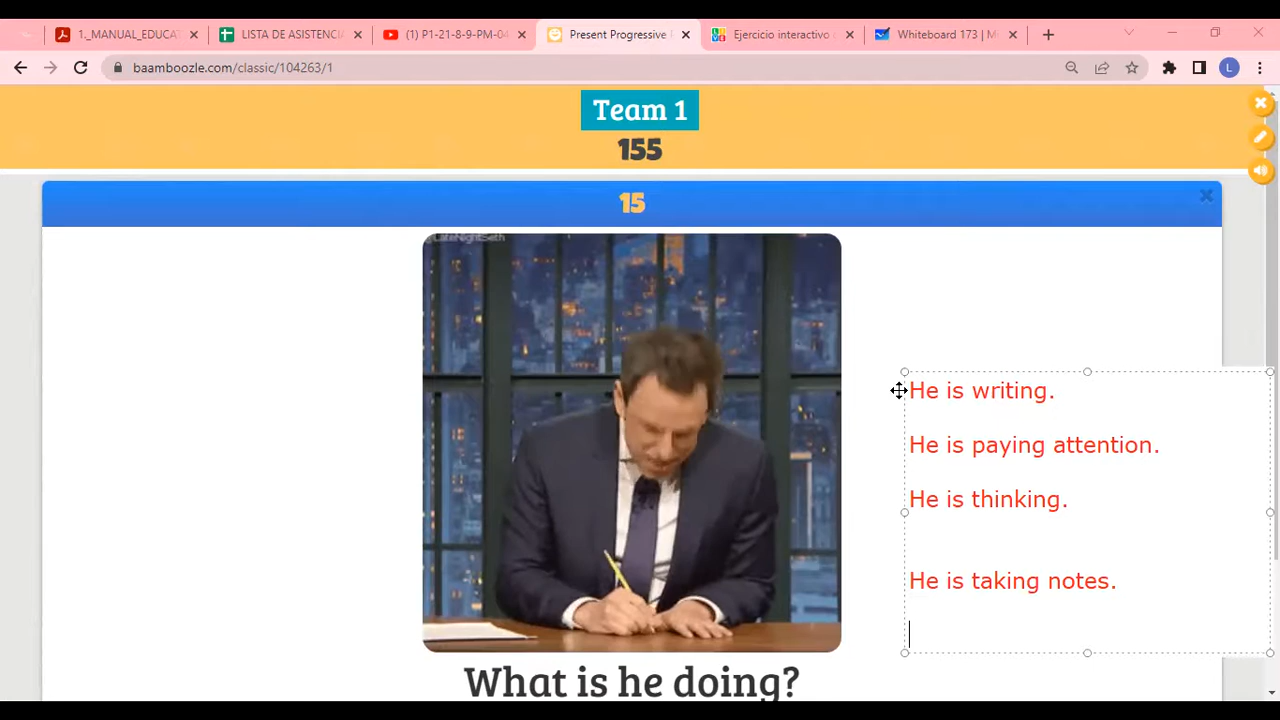 1._MANUAL_EDUCA
LISTA DE ASISTENCIA
(1) P1-21-8-9-PM-04
Present Progressive
Ejercicio interactivo
Whiteboard 173 | M
baamboozle.com/classic/104263/1
L
Team 1
155
15
@LateNightSeth
He is writing.
He is paying attention.
He is thinking.
He is taking notes.
What is he doing?